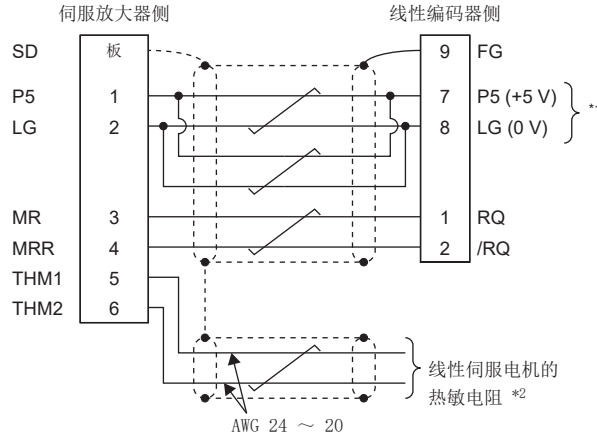 伺服放大器侧 线性编码器侧
SD 板 9 FG
P5 1 7 P5 (+5 V)
LG 2 8 LG (0 V)
MR 3 1 RQ
MRR 4 2 /RQ
THM1 5
THM2 6
线性伺服电机的
热敏电阻 *2
AWG 24 ～ 20